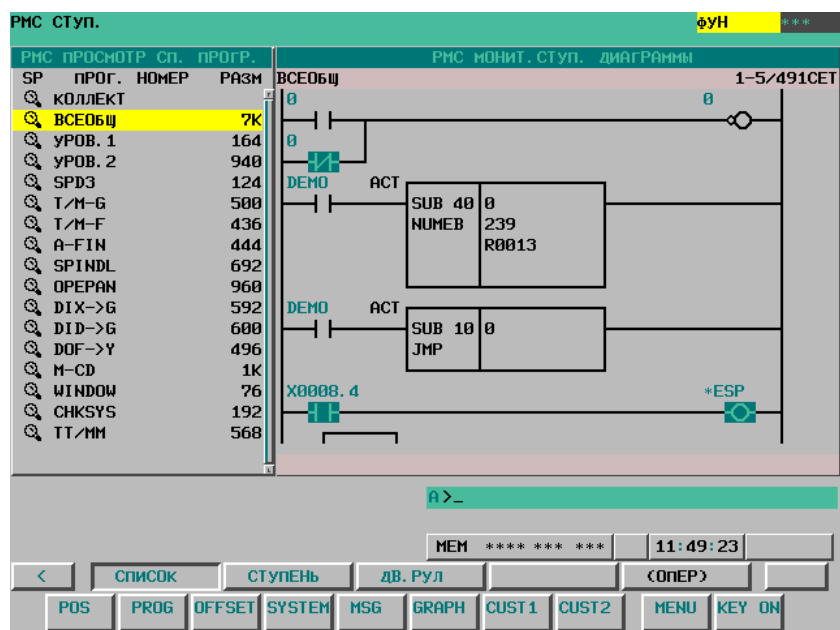 РМС СТуп.
фУН ***
РМС ПРОСМОТР СП. ПРОГР.
РМС МОНИТ.СТуп. ДИАГРАММЫ
SP ПРОГ. НОМЕР РАЗМ
ВСЕОБЩ 1-5/491СЕТ
КОЛЛЕКТ
ВСЕОБЩ 7K
УРОВ.1 164
УРОВ.2 940
SPD3 124
T/M-G 500
T/M-F 436
A-FIN 444
SPINDL 692
OPEPAN 960
DIX->G 592
DID->G 600
DOF->Y 496
M-CD 1K
WINDOW 76
CHKSYS 192
TT/MM 568
0 0
0
DEMO ACT
SUB 40 0
NUMEB 239
R0013
DEMO ACT
SUB 10 0
JMP
X0008.4 *ESP
A>_
MEM **** *** ***
11:49:23
< СПИСОК СТУПЕНЬ ДВ.РУЛ (ОПЕР)
POS PROG OFFSET SYSTEM MSG GRAPH CUST1 CUST2 MENU KEY ON